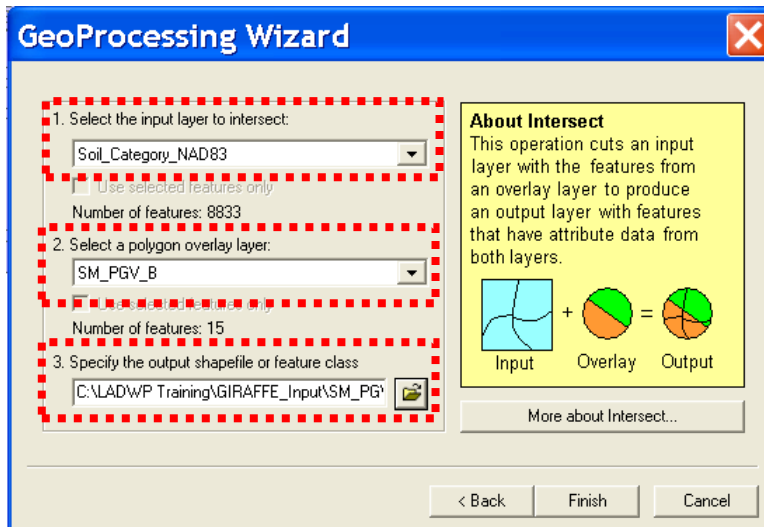 GeoProcessing Wizard
1. Select the input layer to intersect:
Soil_Category_NAD83
Use selected features only
Number of features: 8833
2. Select a polygon overlay layer:
SM_PGV_B
Use selected features only
Number of features: 15
3. Specify the output shapefile or feature class
C:\LADWP Training\GIRAFFE_Input\SM_PG
About Intersect
This operation cuts an input
layer with the features from
an overlay layer to produce
an output layer with features
that have attribute data from
both layers.
+ =
Input Overlay Output
More about Intersect...
< Back Finish Cancel